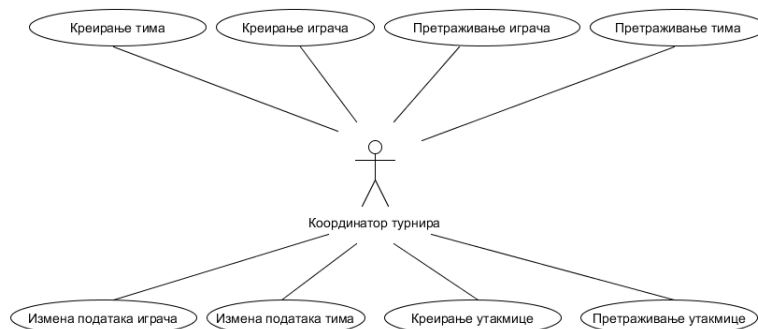 Креирање тима
Креирање играча
Претраживање играча
Претраживање тима
Координатор турнира
Измена података играча
Измена података тима
Креирање утакмице
Претраживање утакмице